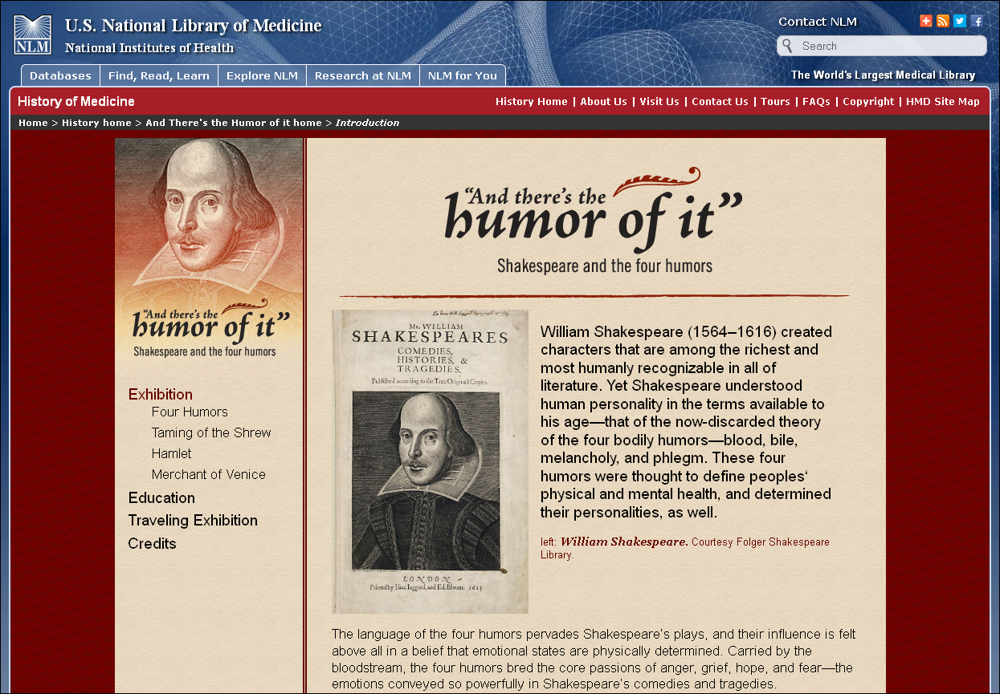 U.S. National Library of Medicine
National Institutes of Health
NLM
Contact NLM
Search
Databases
Find, Read, Learn
Explore NLM
Research at NLM
NLM for You
The World's Largest Medical Library
History of Medicine
History Home | About Us | Visit Us | Contact Us | Tours | FAQs | Copyright | HMD Site Map
Home > History home > And There's the Humor of it home > Introduction
“And there's the
humor of it”
Shakespeare and the four humors
Exhibition
Four Humors
Taming of the Shrew
Hamlet
Merchant of Venice
Education
Traveling Exhibition
Credits
“And there's the
humor of it”
Shakespeare and the four humors
Mr. WILLIAM
SHAKESPEARES
COMEDIES,
HISTORIES, &
TRAGEDIES.
Published according to the True Originall Copies.
LONDON
Printed by Isaac Iaggard, and Ed. Blount. 1623
William Shakespeare (1564–1616) created
characters that are among the richest and
most humanly recognizable in all of
literature. Yet Shakespeare understood
human personality in the terms available to
his age—that of the now-discarded theory
of the four bodily humors—blood, bile,
melancholy, and phlegm. These four
humors were thought to define peoples‘
physical and mental health, and determined
their personalities, as well.
left: William Shakespeare. Courtesy Folger Shakespeare
Library.
The language of the four humors pervades Shakespeare's plays, and their influence is felt
above all in a belief that emotional states are physically determined. Carried by the
bloodstream, the four humors bred the core passions of anger, grief, hope, and fear—the
emotions conveyed so powerfully in Shakespeare's comedies and tragedies.